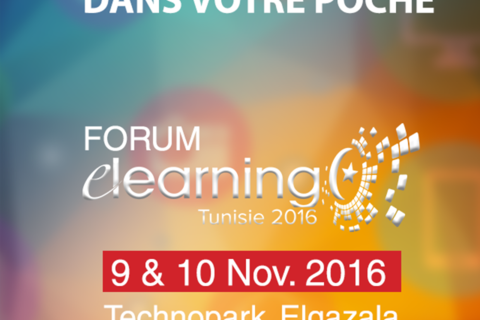 DANS VOTRE POCHE
FORUM
elearning
Tunisie 2016
9 & 10 Nov. 2016
Technopark Elgazala